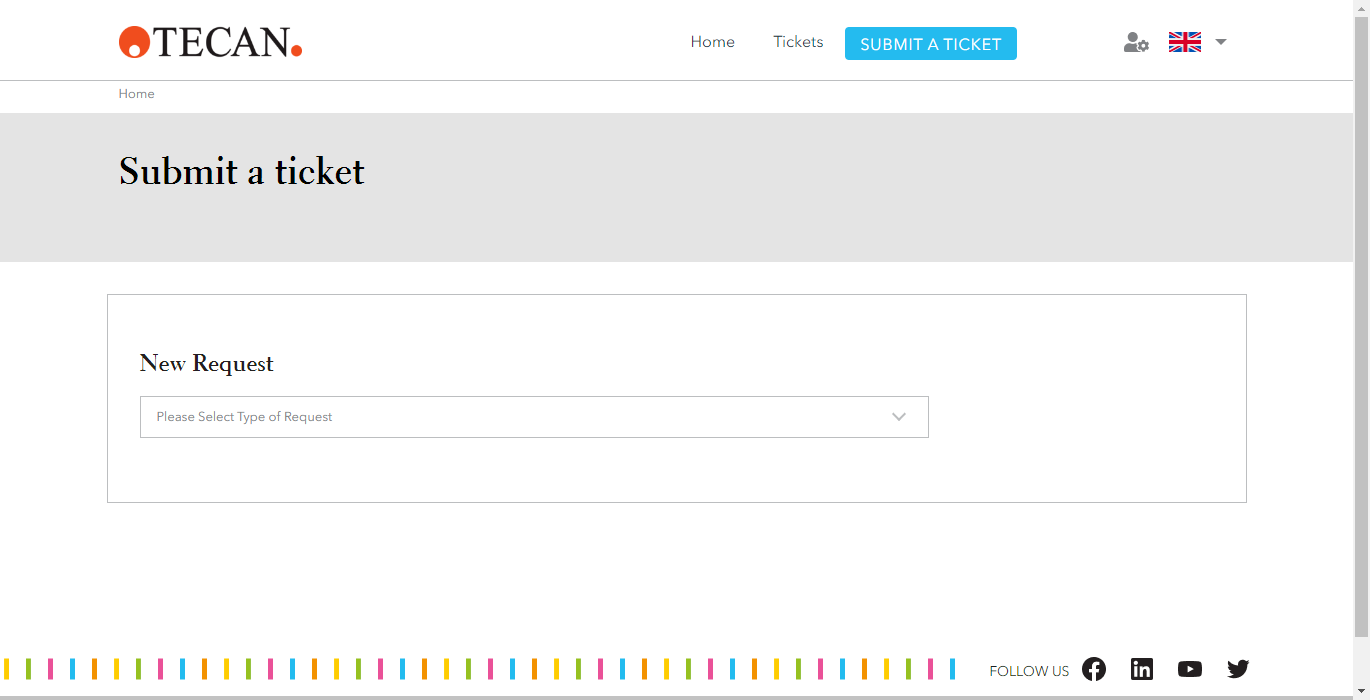 TECAN.
Home Tickets SUBMIT A TICKET
Home
Submit a ticket
New Request
Please Select Type of Request
FOLLOW US